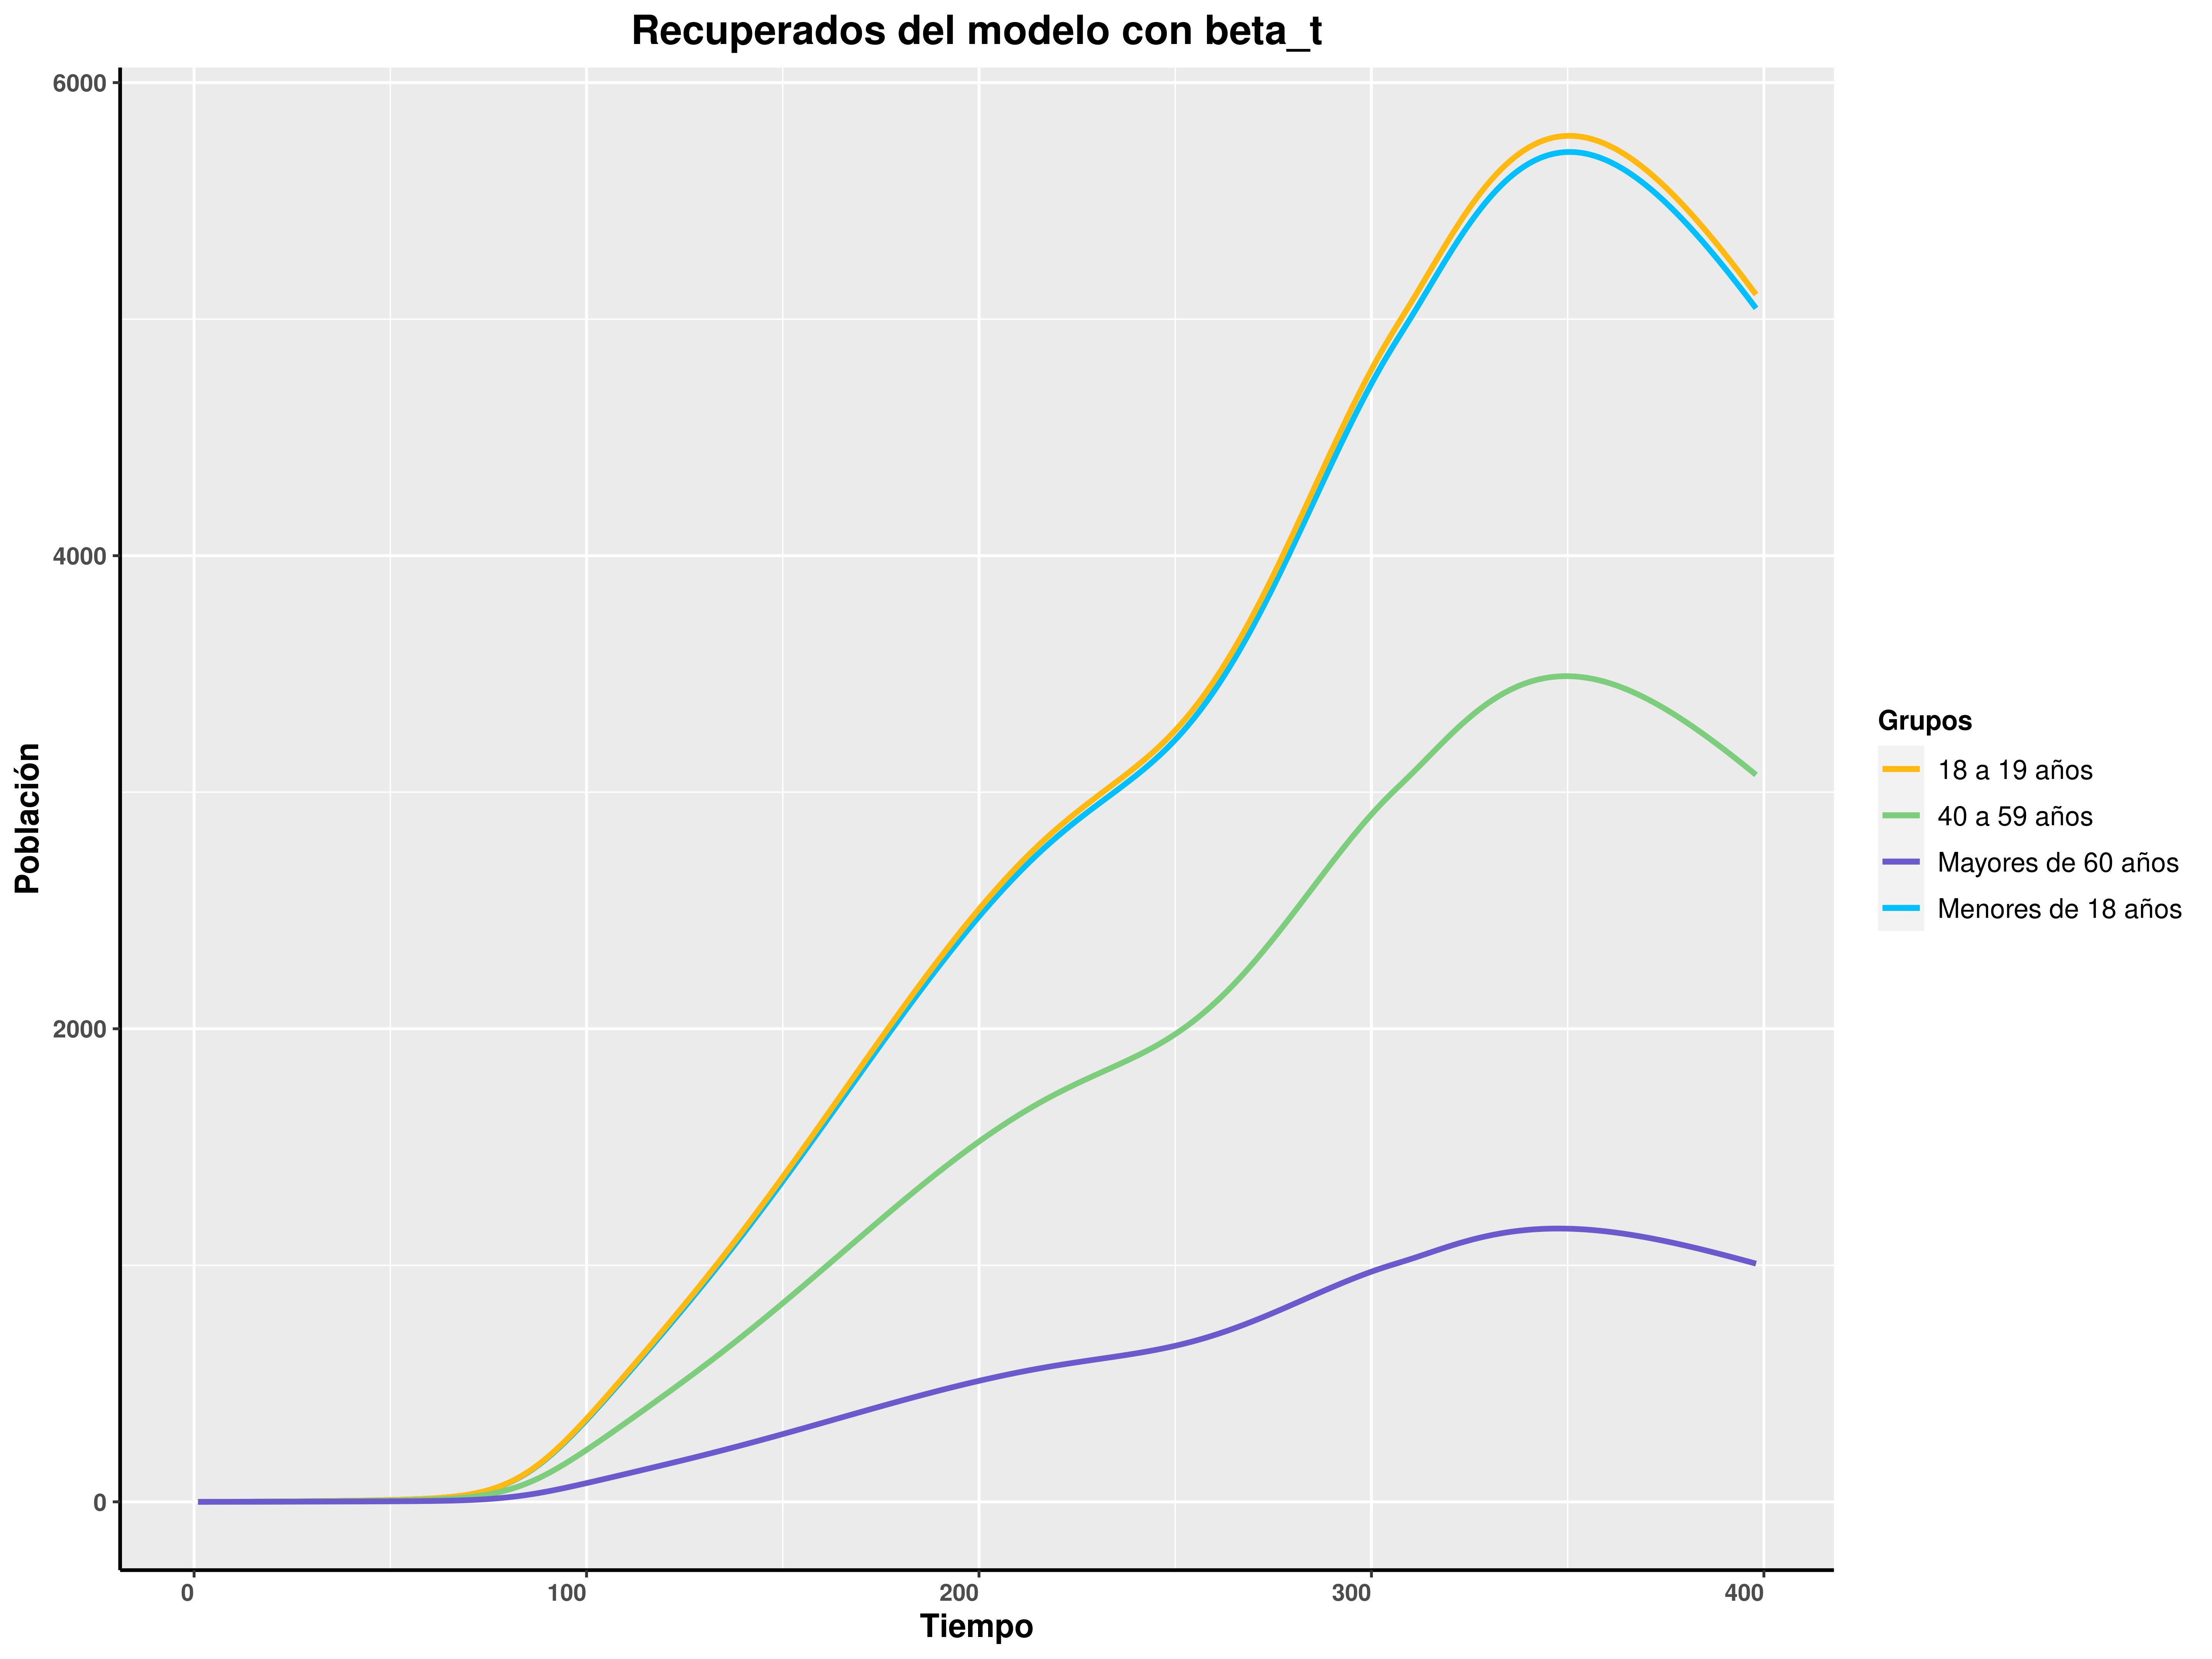 Recuperados del modelo con beta_t
6000
4000
2000
0
Población
0 100 200 300 400
Tiempo
Grupos
18 a 19 años
40 a 59 años
Mayores de 60 años
Menores de 18 años